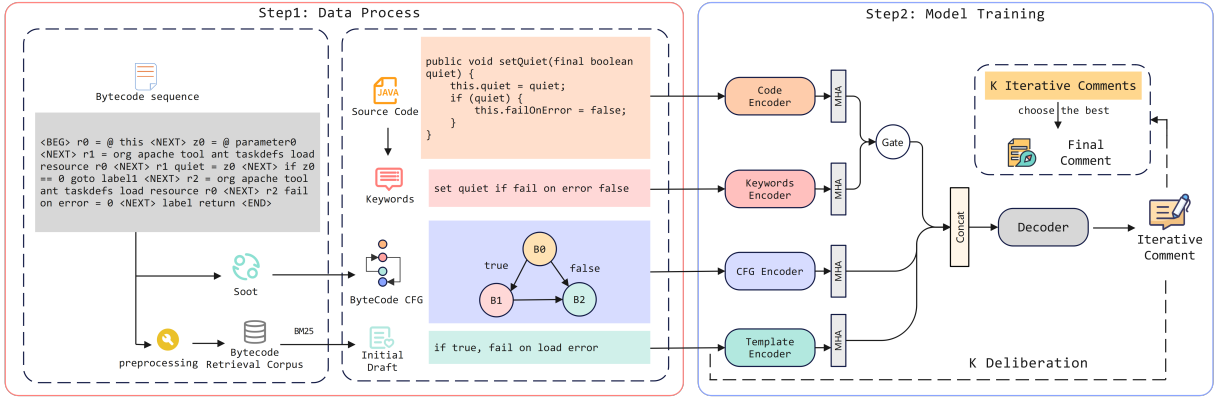 Step1: Data Process
Bytecode sequence
<BEG> r0 = @ this <NEXT> z0 = @ parameter0
<NEXT> r1 = org apache tool ant taskdefs load
resource r0 <NEXT> r1 quiet = z0 <NEXT> if z0
== 0 goto label1 <NEXT> r2 = org apache tool
ant taskdefs load resource r0 <NEXT> r2 fail
on error = 0 <NEXT> label return <END>
Soot
preprocessing
Bytecode
Retrieval Corpus
BM25
JAVA
Source Code
Keywords
ByteCode CFG
Initial
Draft
public void setQuiet(final boolean
quiet) {
this.quiet = quiet;
if (quiet) {
this.failOnError = false;
}
}
set quiet if fail on error false
B0
true
false
B1
B2
if true, fail on load error
Step2: Model Training
Code
Encoder
MHA
Keywords
Encoder
MHA
CFG Encoder
MHA
Template
Encoder
MHA
Gate
Concat
Decoder
K Iterative Comments
choose the best
Final
Comment
Iterative
Comment
K Deliberation